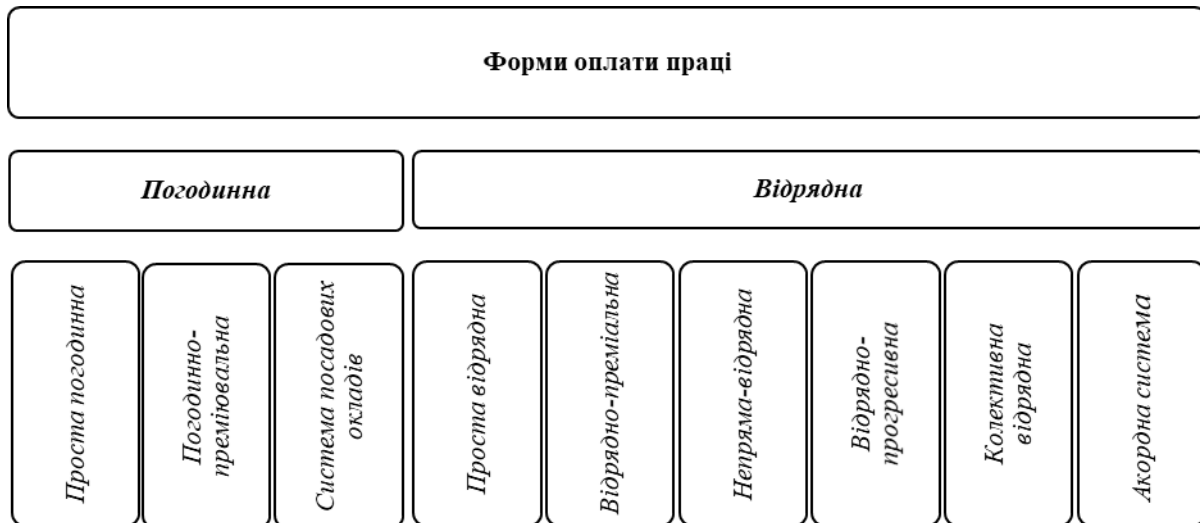 Форми оплати праці
Погодинна
Відрядна
Проста погодинна
Погодинно-
преміювальна
Система посадових
окладів
Проста відрядна
Відрядно-преміальна
Непряма-відрядна
Відрядно-
прогресивна
Колективна
відрядна
Акордна система